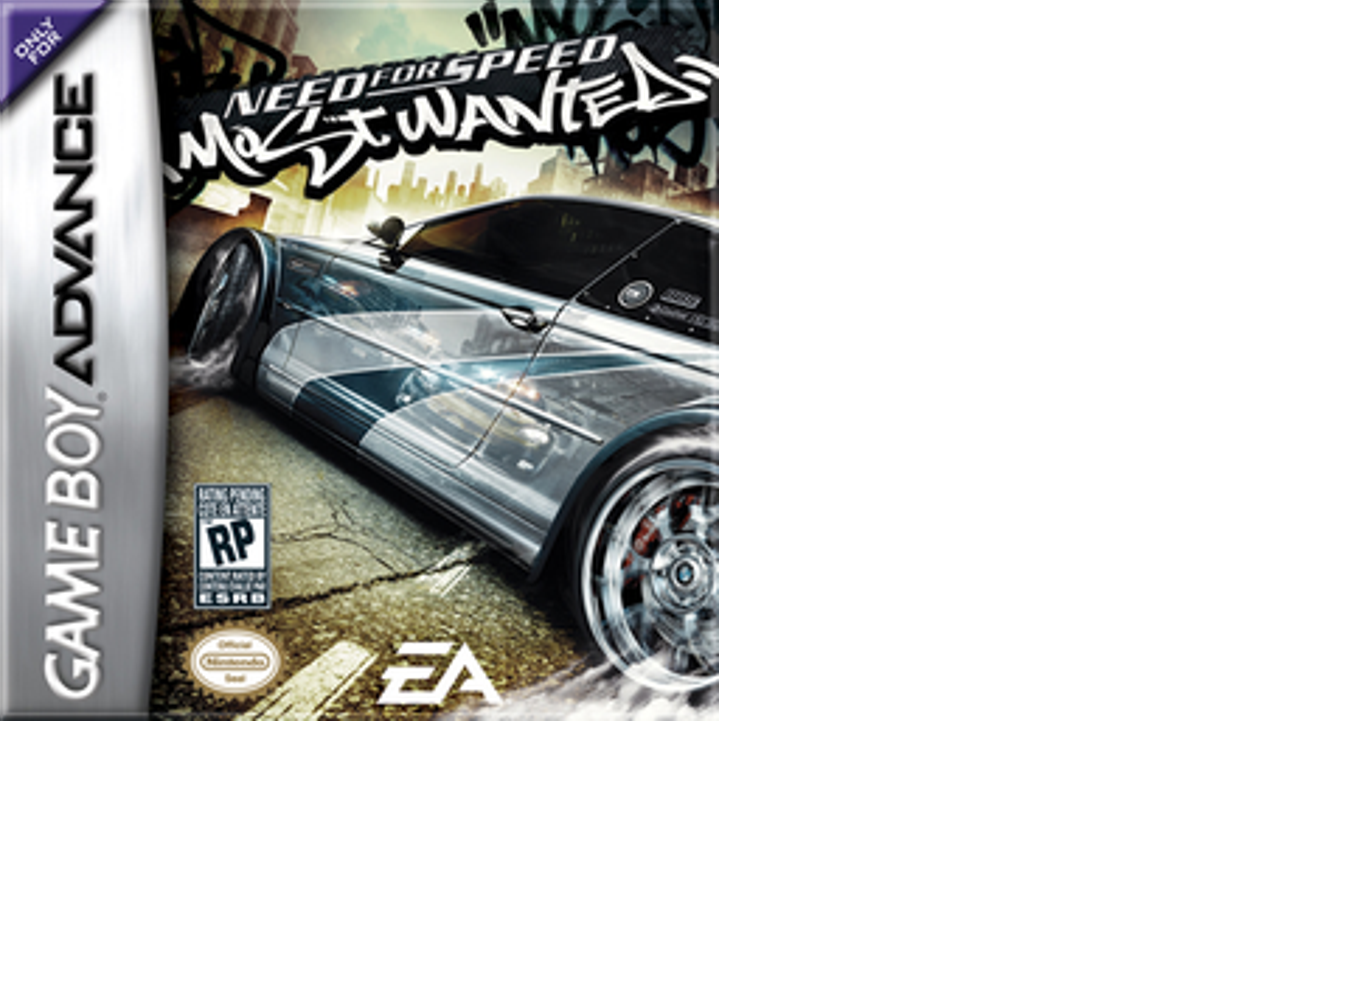 ONLY
FOR
GAME BOY ADVANCE
NEED FOR SPEED
MOST WANTED
RATING PENDING
RP
CONTENT RATED BY
ESRB
Official
Nintendo
Seal
EA